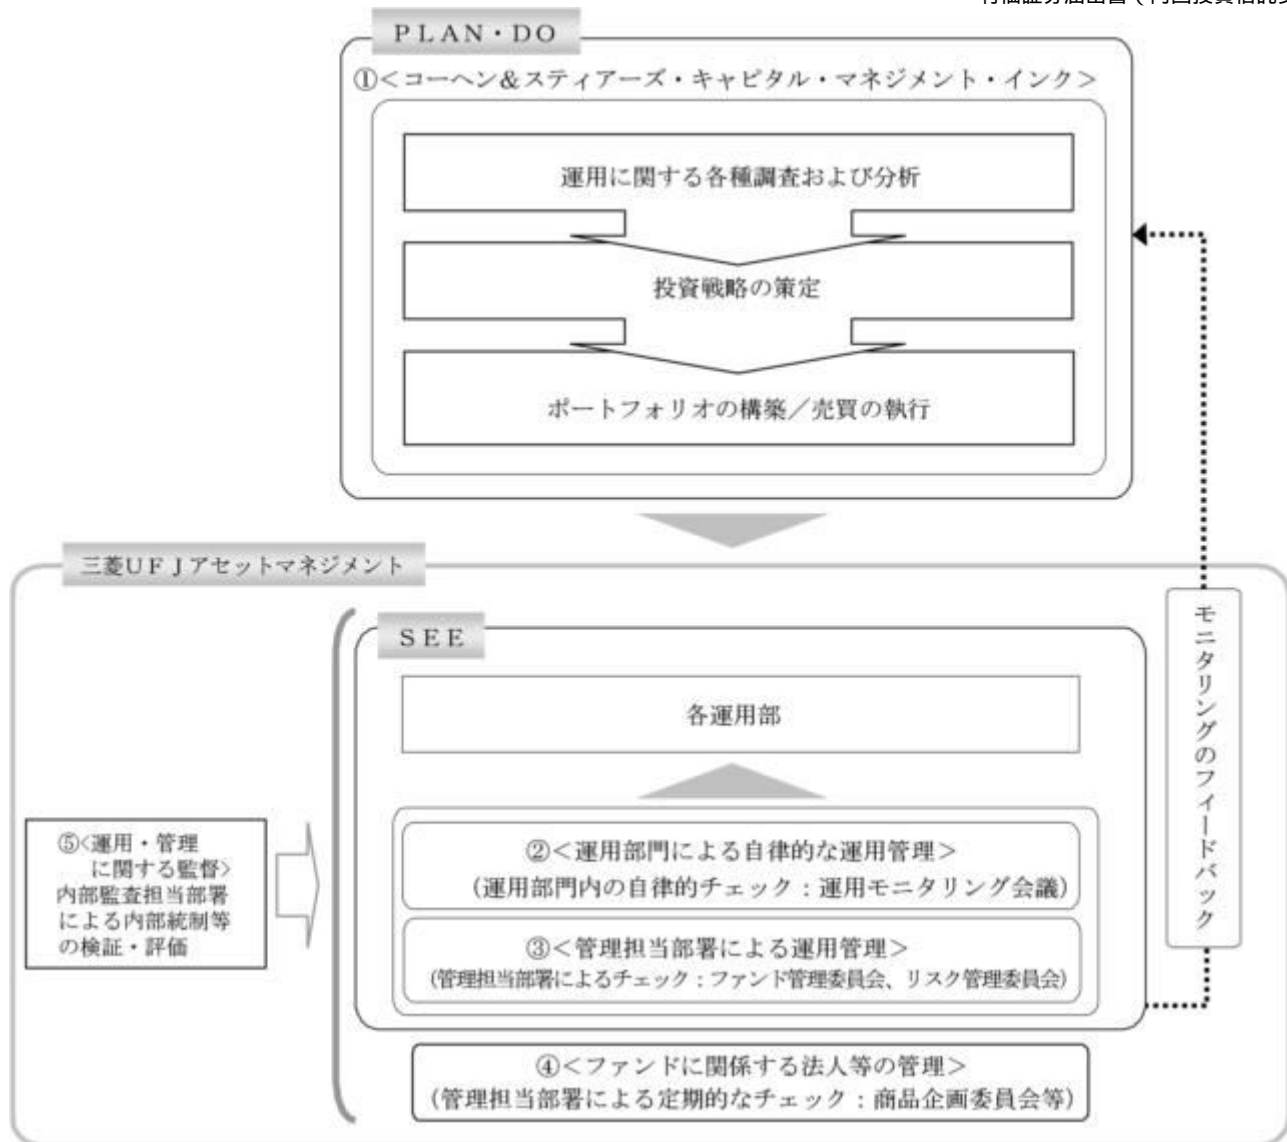 PLAN・DO
①<コーヘン&スティアーズ・キャピタル・マネジメント・インク>
運用に関する各種調査および分析
投資戦略の策定
ポートフォリオの構築/売買の執行
三菱UFJアセットマネジメント
SEE
各運用部
②<運用部門による自律的な運用管理>
(運用部門内の自律的チェック:運用モニタリング会議)
③<管理担当部署による運用管理>
(管理担当部署によるチェック:ファンド管理委員会、リスク管理委員会)
④<ファンドに関係する法人等の管理>
(管理担当部署による定期的なチェック:商品企画委員会等)
⑤<運用・管理
に関する監督>
内部監査担当部署
による内部統制等
の検証・評価
モニタリングのフィードバック